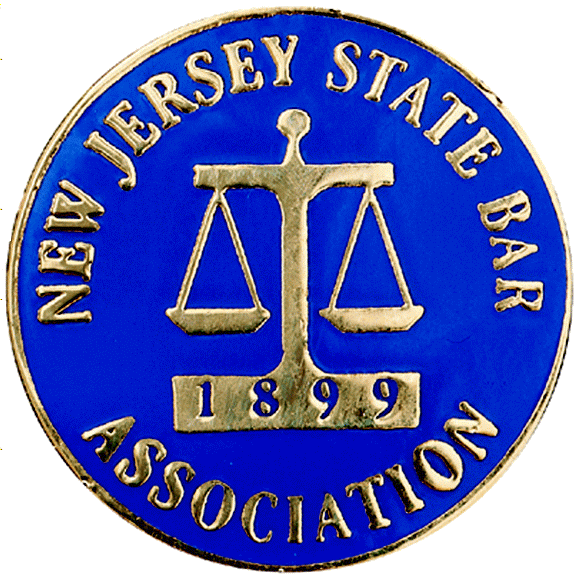 NEW JERSEY STATE BAR
1899
ASSOCIATION